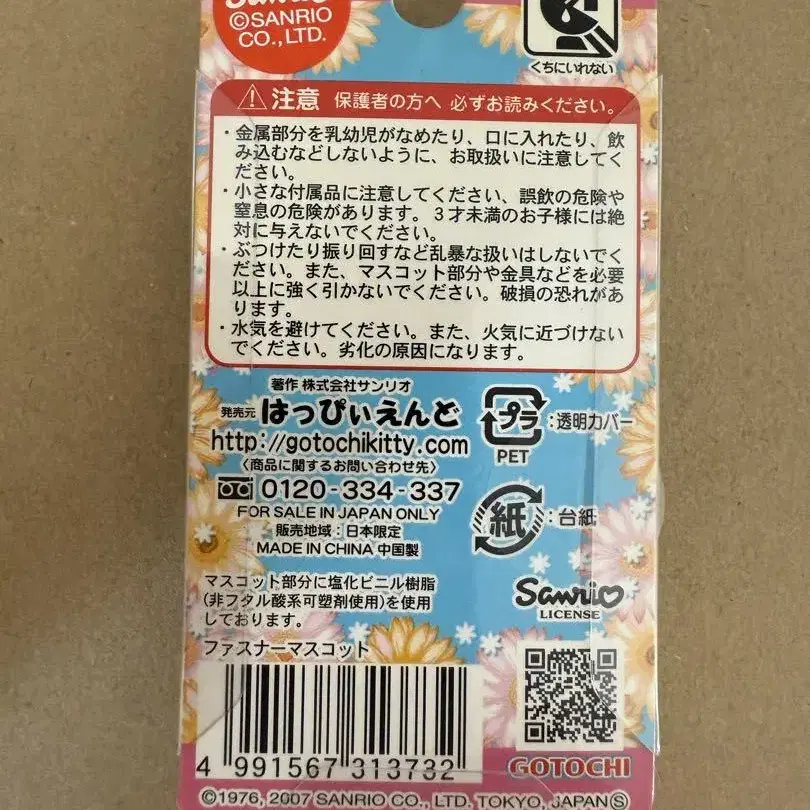 Sanrio
©SANRIO
CO.,LTD.
くちにいれない
注意 保護者の方へ 必ずお読みください。
・金属部分を乳幼児がなめたり、口に入れたり、飲
み込むなどしないように、お取扱いに注意してく
ださい。
・小さな付属品に注意してください、誤飲の危険や
窒息の危険があります。3才未満のお子様には絶
対に与えないでください。
・ぶつけたり振り回すなど乱暴な扱いはしないでく
ださい。また、マスコット部分や金具などを必要
以上に強く引かないでください。破損の恐れがあ
ります。
・水気を避けてください。また、火気に近づけない
でください。劣化の原因になります。
著作 株式会社サンリオ
発売元 はっぴぃえんど
http://gotochikitty.com
〈商品に関するお問い合わせ先〉
0120-334-337
FOR SALE IN JAPAN ONLY
販売地域:日本限定
MADE IN CHINA 中国製
プラ :透明カバー
PET
紙 :台紙
マスコット部分に塩化ビニル樹脂
(非フタル酸系可塑剤使用)を使用
しております。
Sanrio
LICENSE
ファスナーマスコット
4 991567 313732
GOTOCHI
©1976, 2007 SANRIO CO., LTD. TOKYO, JAPAN Ⓢ